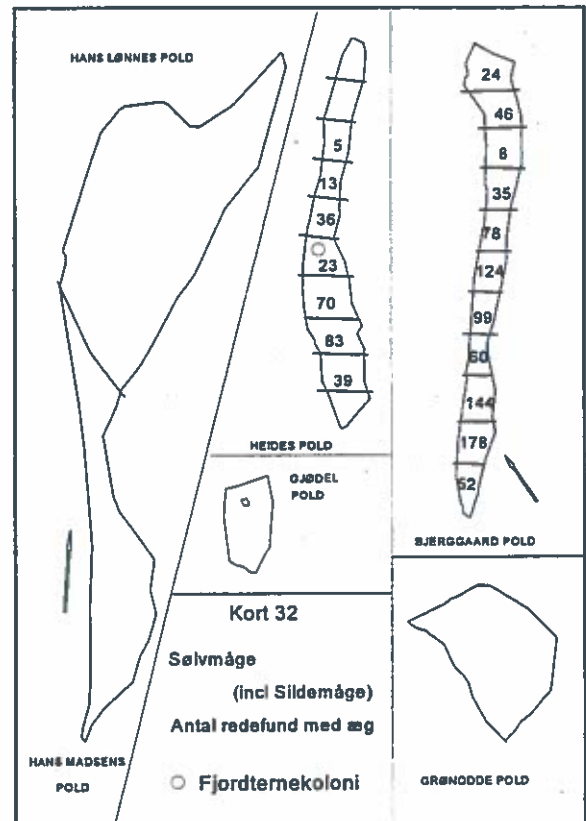 HANS LØNNES POLD
5
13
36
23
70
83
39
HEIDES POLD
24
46
8
35
78
124
99
60
144
178
52
BJERGGAARD POLD
GJØDEL
POLD
Kort 32
Sølvmåge
(incl Sildemåge)
Antal redefund med æg
Fjordternekoloni
HANS MADSENS
POLD
GRØNODDE POLD